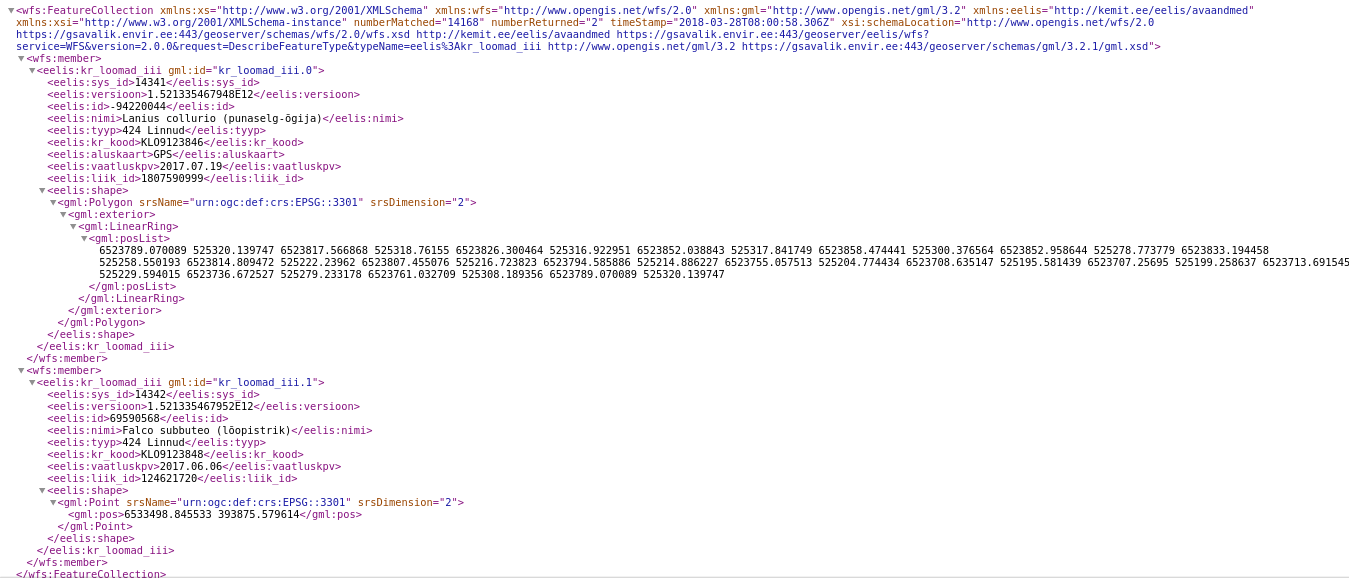 <wfs:FeatureCollection xmlns:xs="http://www.w3.org/2001/XMLSchema" xmlns:wfs="http://www.opengis.net/wfs/2.0" xmlns:gml="http://www.opengis.net/gml/3.2" xmlns:eelis="http://kemit.ee/eelis/avaandmed"
xmlns:xsi="http://www.w3.org/2001/XMLSchema-instance" numberMatched="14168" numberReturned="2" timeStamp="2018-03-28T08:00:58.306Z" xsi:schemaLocation="http://www.opengis.net/wfs/2.0
https://gsavalik.envir.ee:443/geoserver/schemas/wfs/2.0/wfs.xsd http://kemit.ee/eelis/avaandmed https://gsavalik.envir.ee:443/geoserver/eelis/wfs?
service=WFS&version=2.0.0&request=DescribeFeatureType&typeName=eelis%3Akr_loomad_iii http://www.opengis.net/gml/3.2 https://gsavalik.envir.ee:443/geoserver/schemas/gml/3.2.1/gml.xsd">
<wfs:member>
<eelis:kr_loomad_iii gml:id="kr_loomad_iii.0">
<eelis:sys_id>14341</eelis:sys_id>
<eelis:versioon>1.521335467948E12</eelis:versioon>
<eelis:id>-94220044</eelis:id>
<eelis:nimi>Lanius collurio (punaselg-õgija)</eelis:nimi>
<eelis:tyyp>424 Linnud</eelis:tyyp>
<eelis:kr_kood>KLO9123846</eelis:kr_kood>
<eelis:aluskaart>GPS</eelis:aluskaart>
<eelis:vaatluskpv>2017.07.19</eelis:vaatluskpv>
<eelis:liik_id>1807590999</eelis:liik_id>
<eelis:shape>
<gml:Polygon srsName="urn:ogc:def:crs:EPSG::3301" srsDimension="2">
<gml:exterior>
<gml:LinearRing>
<gml:posList>
6523789.070089 525320.139747 6523817.566868 525318.76155 6523826.300464 525316.922951 6523852.038843 525317.841749 6523858.474441 525300.376564 6523852.958644 525278.773779 6523833.194458
525258.550193 6523814.809472 525222.23962 6523807.455076 525216.723823 6523794.585886 525214.886227 6523755.057513 525204.774434 6523708.635147 525195.581439 6523707.25695 525199.258637 6523713.691545
525229.594015 6523736.672527 525279.233178 6523761.032709 525308.189356 6523789.070089 525320.139747
</gml:posList>
</gml:LinearRing>
</gml:exterior>
</gml:Polygon>
</eelis:shape>
</eelis:kr_loomad_iii>
</wfs:member>
<wfs:member>
<eelis:kr_loomad_iii gml:id="kr_loomad_iii.1">
<eelis:sys_id>14342</eelis:sys_id>
<eelis:versioon>1.521335467952E12</eelis:versioon>
<eelis:id>69590568</eelis:id>
<eelis:nimi>Falco subbuteo (lõopistrik)</eelis:nimi>
<eelis:tyyp>424 Linnud</eelis:tyyp>
<eelis:kr_kood>KLO9123848</eelis:kr_kood>
<eelis:vaatluskpv>2017.06.06</eelis:vaatluskpv>
<eelis:liik_id>124621720</eelis:liik_id>
<eelis:shape>
<gml:Point srsName="urn:ogc:def:crs:EPSG::3301" srsDimension="2">
<gml:pos>6533498.845533 393875.579614</gml:pos>
</gml:Point>
</eelis:shape>
</eelis:kr_loomad_iii>
</wfs:member>
</wfs:FeatureCollection>